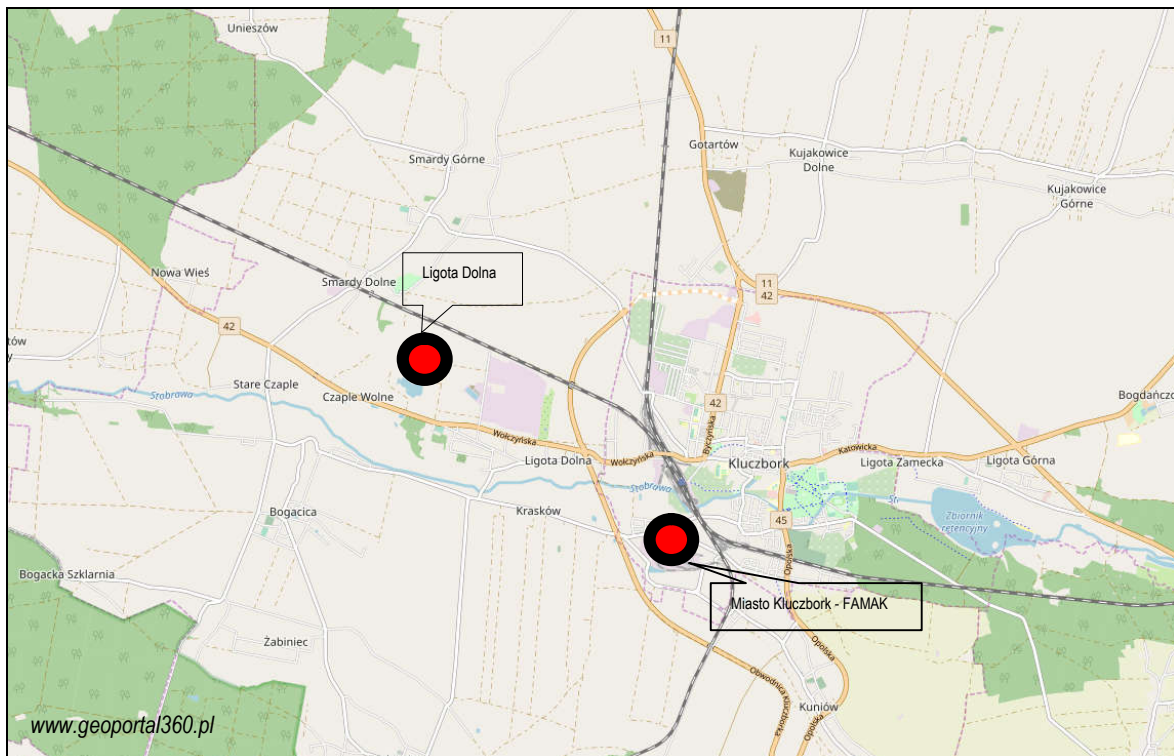 Unieszów
11
Smardy Górne
Gotartów
Kujakowice
Dolne
Kujakowice
Górne
Nowa Wieś
Smardy Dolne
Ligota Dolna
11
42
42
Stare Czaple
Czaple Wolne
Stobrawa
42
Bogdańczo
Wołczyńska
Byczyńska
Katowicka
Ligota Dolna
Wołczyńska
Kluczbork
Ligota Zamecka
Ligota Górna
Stobrawa
Bogacica
Krasków
45
Zbiornik
retencyjny
Opolska
Bogacka Szklarnia
Miasto Kluczbork - FAMAK
Żabiniec
Opolska
Obwodnica Kluczborka
Kuniów
Opolska
www.geoportal360.pl